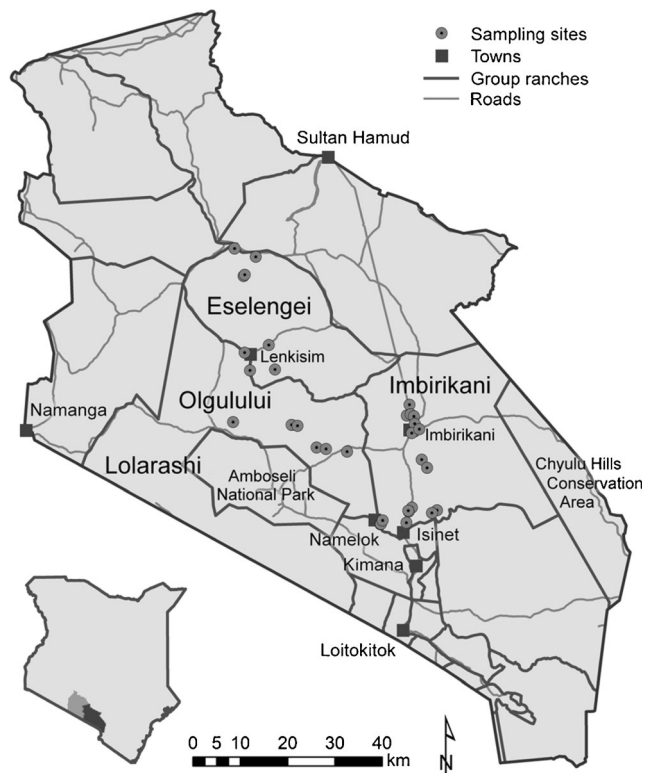 Sampling sites
Towns
Group ranches
Roads
Sultan Hamud
Eselengei
Lenkisim
Imbirikani
Olgulului
Namanga
Imbirikani
Lolarashi
Amboseli
National Park
Chyulu Hills
Conservation
Area
Namelok
Isinet
Kimana
Loitokitok
0 5 10 20 30 40
km
N